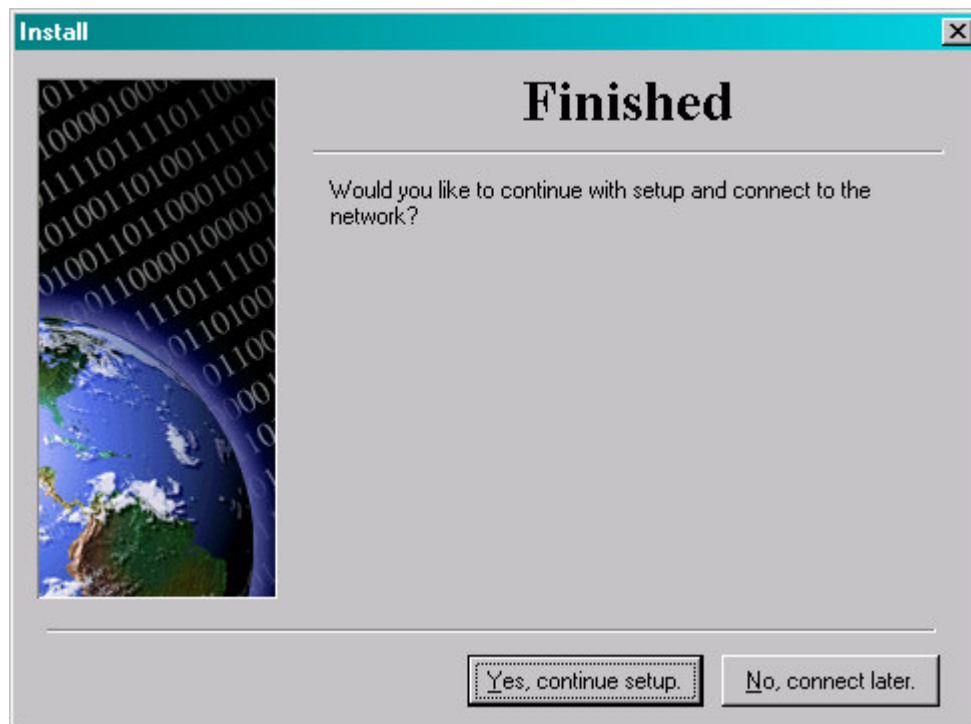 Install
Finished
Would you like to continue with setup and connect to the
network?
Yes, continue setup.
No, connect later.